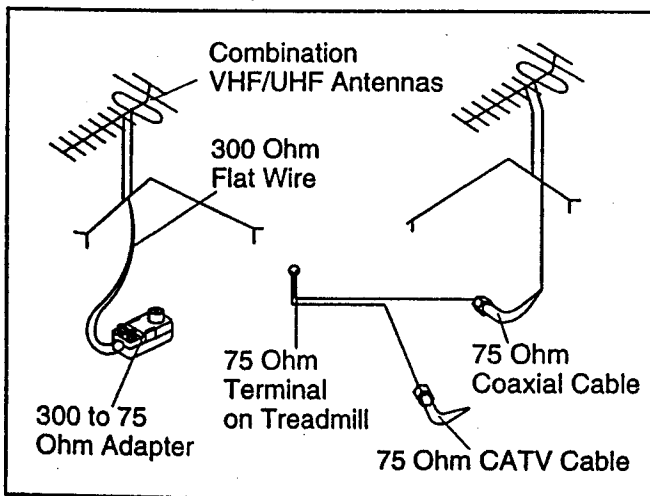 Combination
VHF/UHF Antennas
300 Ohm
Flat Wire
75 Ohm
Terminal
on Treadmill
75 Ohm
Coaxial Cable
300 to 75
Ohm Adapter
75 Ohm CATV Cable